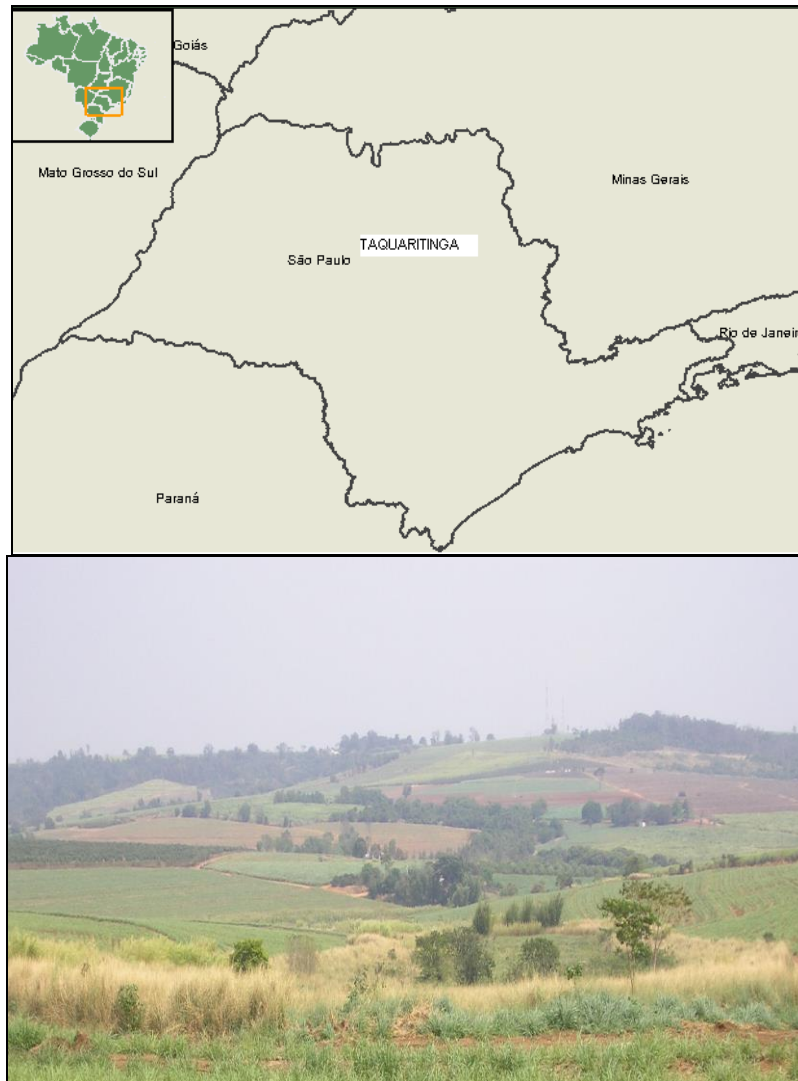 Goiás
Mato Grosso do Sul
Minas Gerais
TAQUARITINGA
São Paulo
Rio de Janeir
Paraná